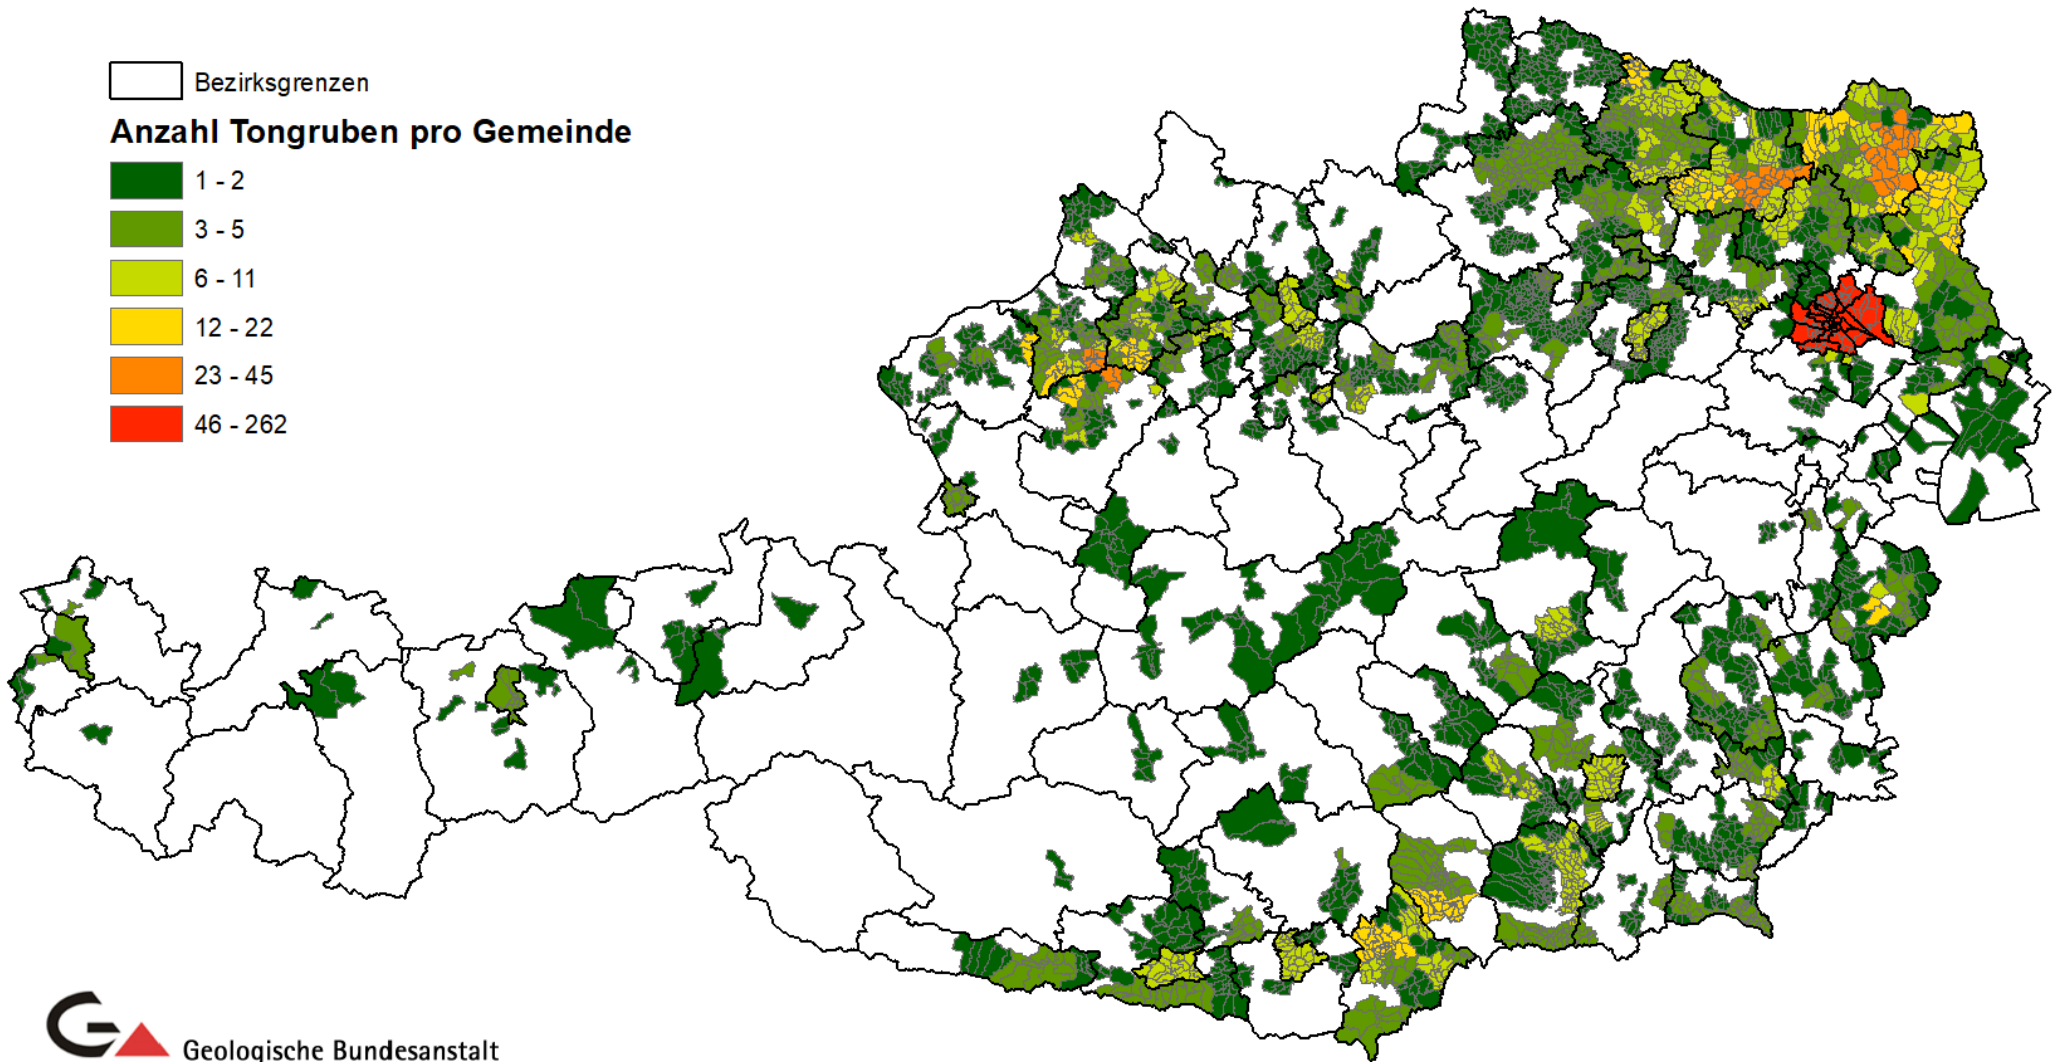 Bezirksgrenzen
Anzahl Tongruben pro Gemeinde
1 - 2
3 - 5
6 - 11
12 - 22
23 - 45
46 - 262
Geologische Bundesanstalt